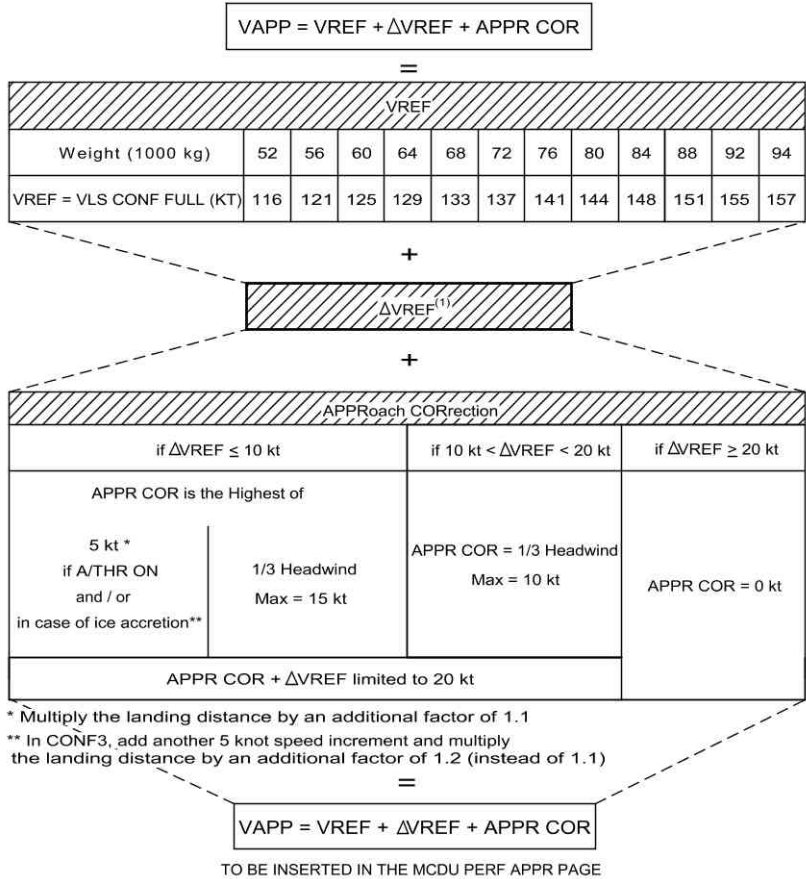 VAPP = VREF + ΔVREF + APPR COR
=
VREF
Weight (1000 kg) 52 56 60 64 68 72 76 80 84 88 92 94
VREF = VLS CONF FULL (KT) 116 121 125 129 133 137 141 144 148 151 155 157
+
ΔVREF(1)
+
APPRoach CORrection
if ΔVREF ≤ 10 kt if 10 kt < ΔVREF < 20 kt if ΔVREF ≥ 20 kt
APPR COR is the Highest of
5 kt *
if A/THR ON
and / or
in case of ice accretion**
1/3 Headwind
Max = 15 kt
APPR COR = 1/3 Headwind
Max = 10 kt
APPR COR = 0 kt
APPR COR + ΔVREF limited to 20 kt
* Multiply the landing distance by an additional factor of 1.1
** In CONF3, add another 5 knot speed increment and multiply
the landing distance by an additional factor of 1.2 (instead of 1.1)
=
VAPP = VREF + ΔVREF + APPR COR
TO BE INSERTED IN THE MCDU PERF APPR PAGE